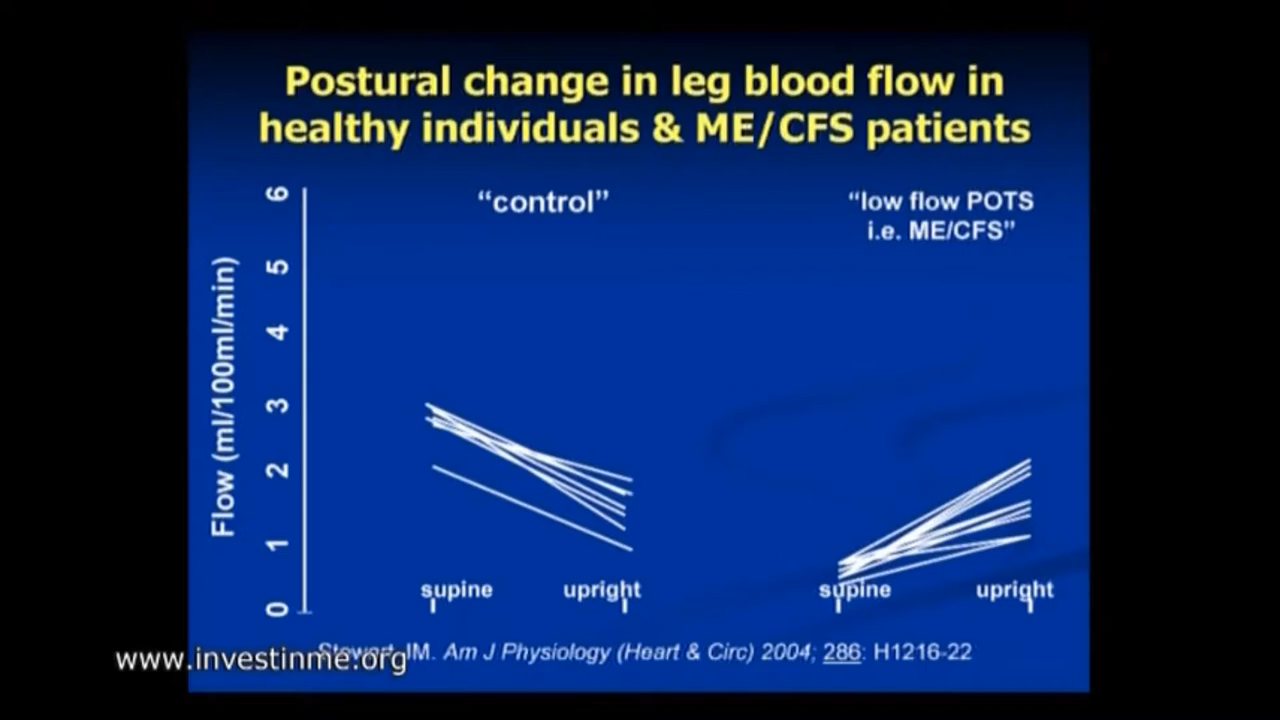 Postural change in leg blood flow in
healthy individuals & ME/CFS patients
"control"
"low flow POTS
i.e. ME/CFS"
Flow (ml/100ml/min)
6
5
4
3
2
1
0
supine
upright
supine
upright
Stewart JM. Am J Physiology (Heart & Circ) 2004; 286: H1216-22
www.investinme.org